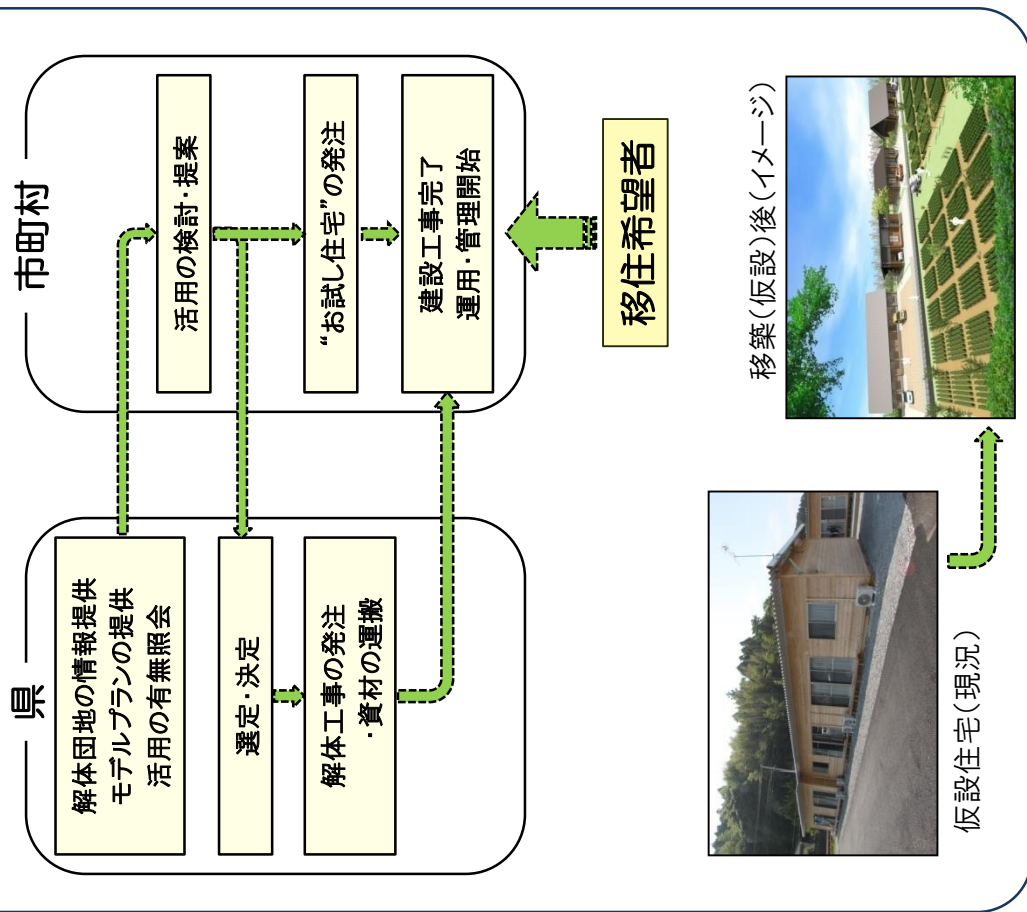 県
解体団地の情報提供
モデルプランの提供
活用の有無照会
選定・決定
解体工事の発注
・資材の運搬
市町村
活用の検討・提案
“お試し住宅”の発注
建設工事完了
運用・管理開始
移住希望者
仮設住宅(現況)
移築(仮設)後(イメージ)